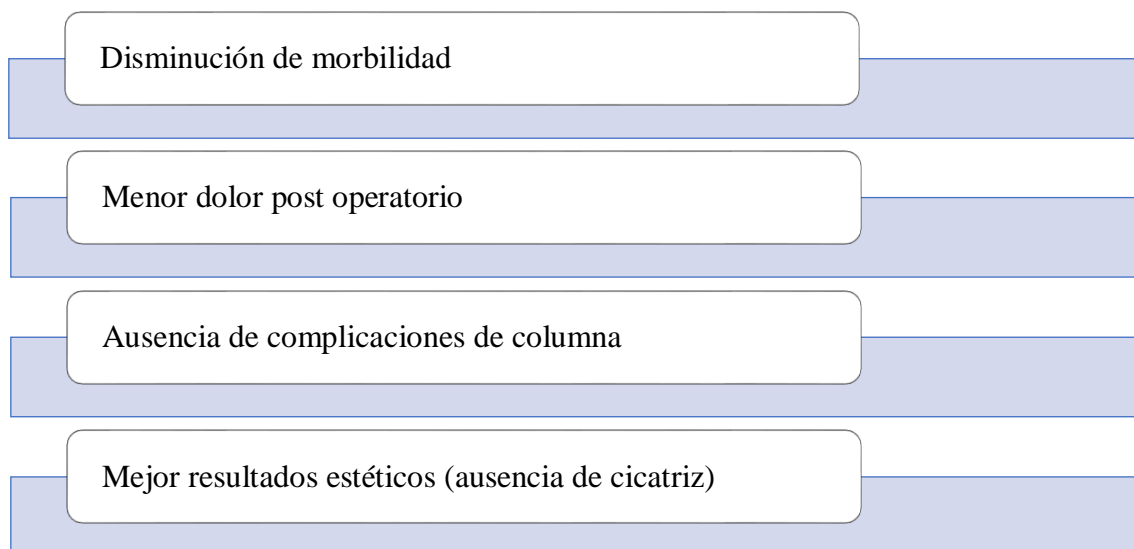 Disminución de morbilidad
Menor dolor post operatorio
Ausencia de complicaciones de columna
Mejor resultados estéticos (ausencia de cicatriz)